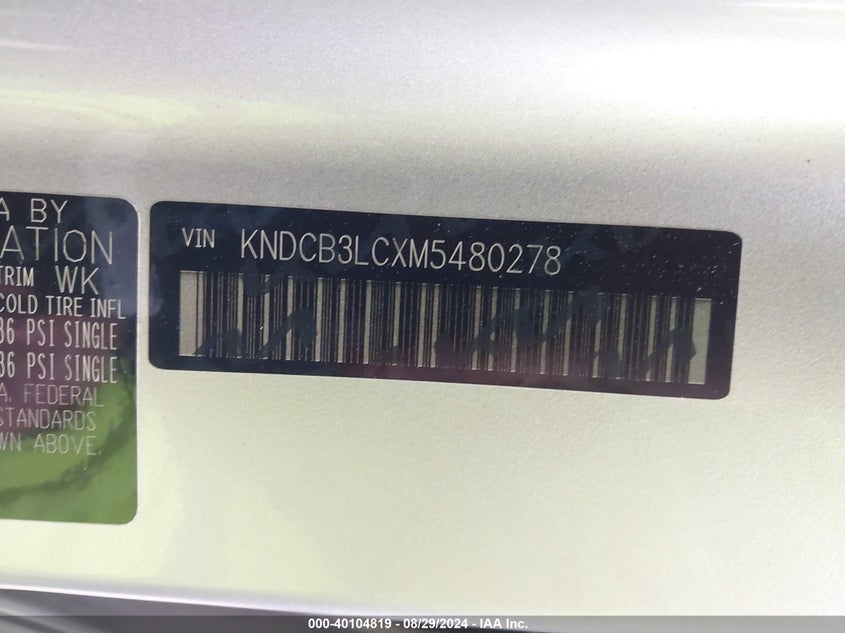 A BY
ATION
TRIM WK
COLD TIRE INFL
36 PSI SINGLE
36 PSI SINGLE
A. FEDERAL
STANDARDS
WN ABOVE.
VIN KNDCB3LCXM5480278
000-40104819 - 08/29/2024 - IAA Inc.